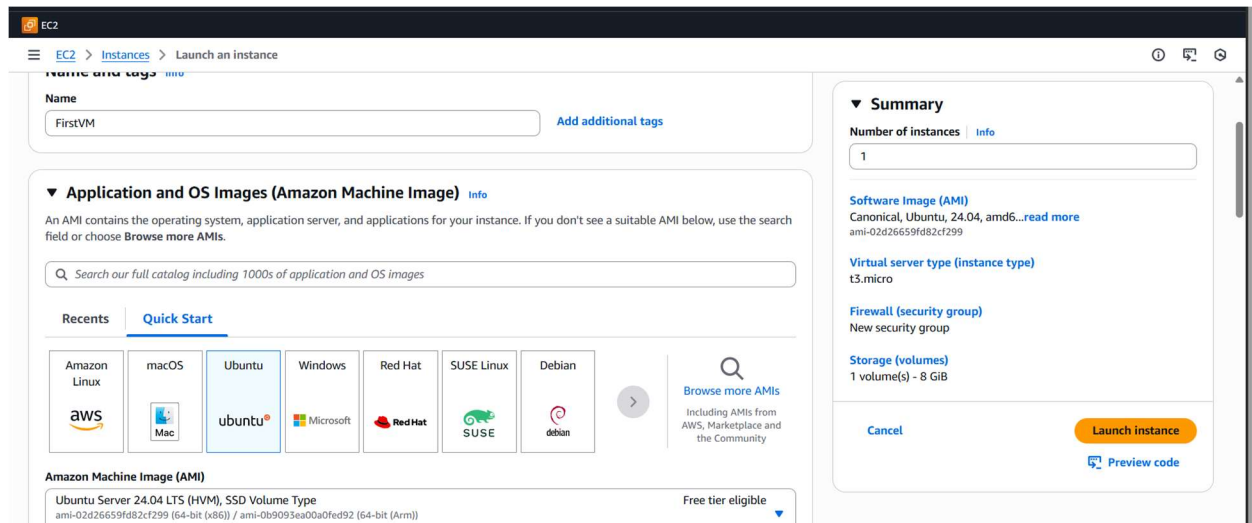 EC2
EC2 > Instances > Launch an instance
Name and tags Info
Name
FirstVM
Add additional tags
▼ Application and OS Images (Amazon Machine Image) Info
An AMI contains the operating system, application server, and applications for your instance. If you don't see a suitable AMI below, use the search
field or choose Browse more AMIs.
Search our full catalog including 1000s of application and OS images
Recents
Quick Start
Amazon
Linux
aws
macOS
Mac
Ubuntu
ubuntu
Windows
Microsoft
Red Hat
Red Hat
SUSE Linux
SUSE
Debian
debian
Browse more AMIs
Including AMIs from
AWS, Marketplace and
the Community
Amazon Machine Image (AMI)
Ubuntu Server 24.04 LTS (HVM), SSD Volume Type
Free tier eligible
ami-02d26659fd82cf299 (64-bit (x86)) / ami-0b9093ea00a0fed92 (64-bit (Arm))
▼ Summary
Number of instances | Info
1
Software Image (AMI)
Canonical, Ubuntu, 24.04, amd6...read more
ami-02d26659fd82cf299
Virtual server type (instance type)
t3.micro
Firewall (security group)
New security group
Storage (volumes)
1 volume(s) - 8 GiB
Cancel
Launch instance
Preview code